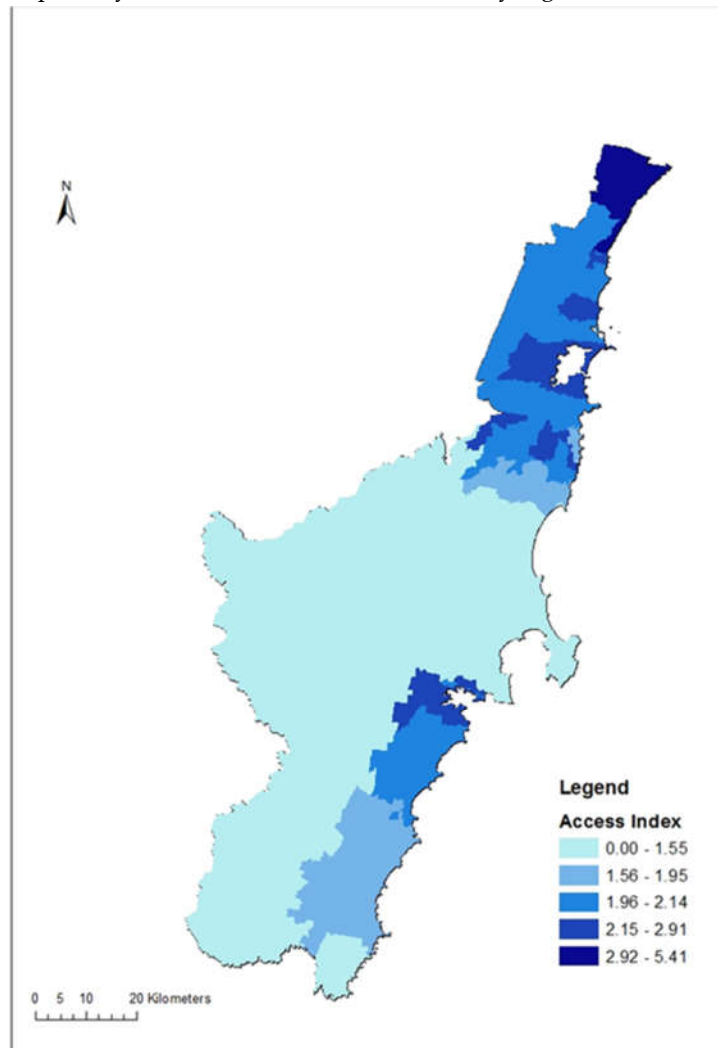 N
Legend
Access Index
0.00 - 1.55
1.56 - 1.95
1.96 - 2.14
2.15 - 2.91
2.92 - 5.41
0 5 10 20 Kilometers